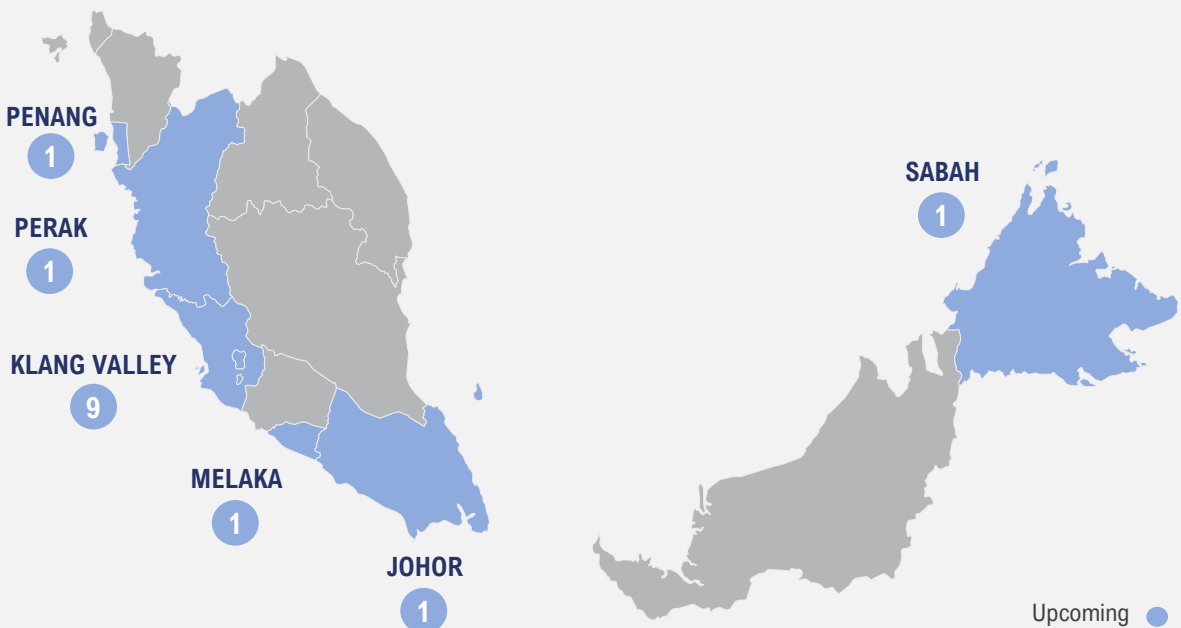 PENANG
1
PERAK
1
KLANG VALLEY
9
MELAKA
1
JOHOR
1
SABAH
1
Upcoming